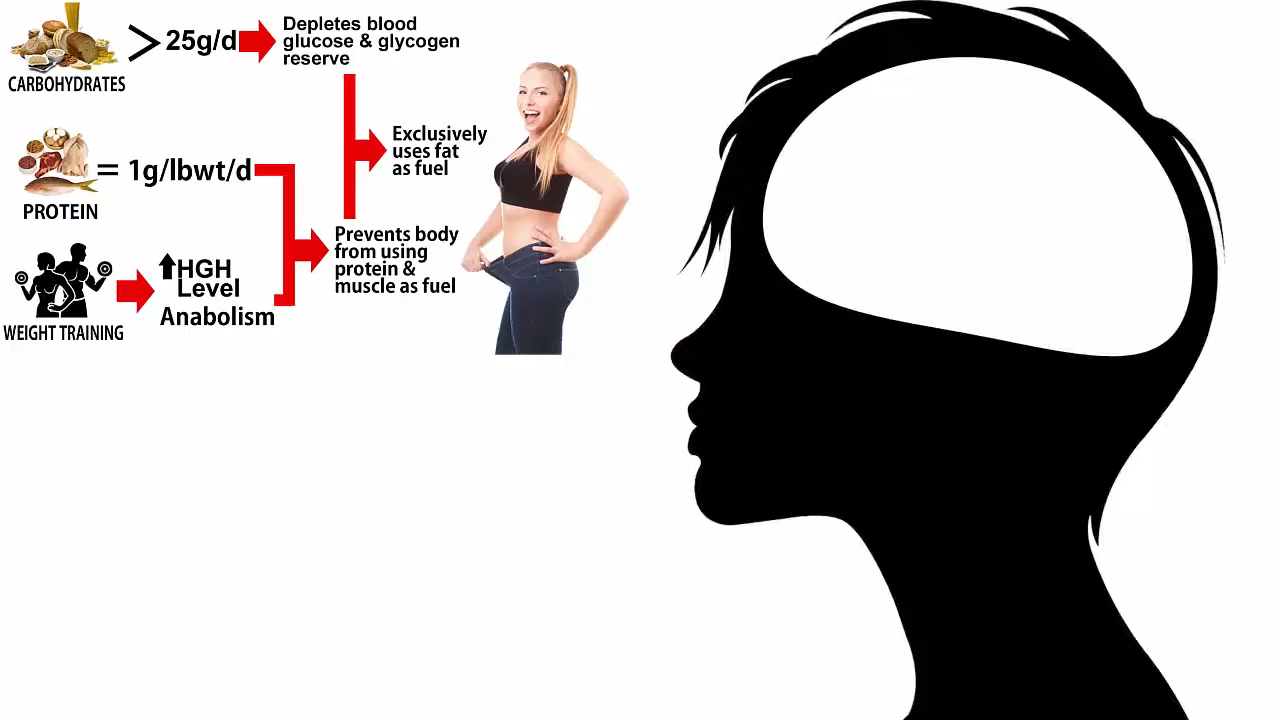 CARBOHYDRATES
> 25g/d
Depletes blood
glucose & glycogen
reserve
PROTEIN
= 1g/lbwt/d
Exclusively
uses fat
as fuel
WEIGHT TRAINING
HGH
Level
Anabolism
Prevents body
from using
protein &
muscle as fuel